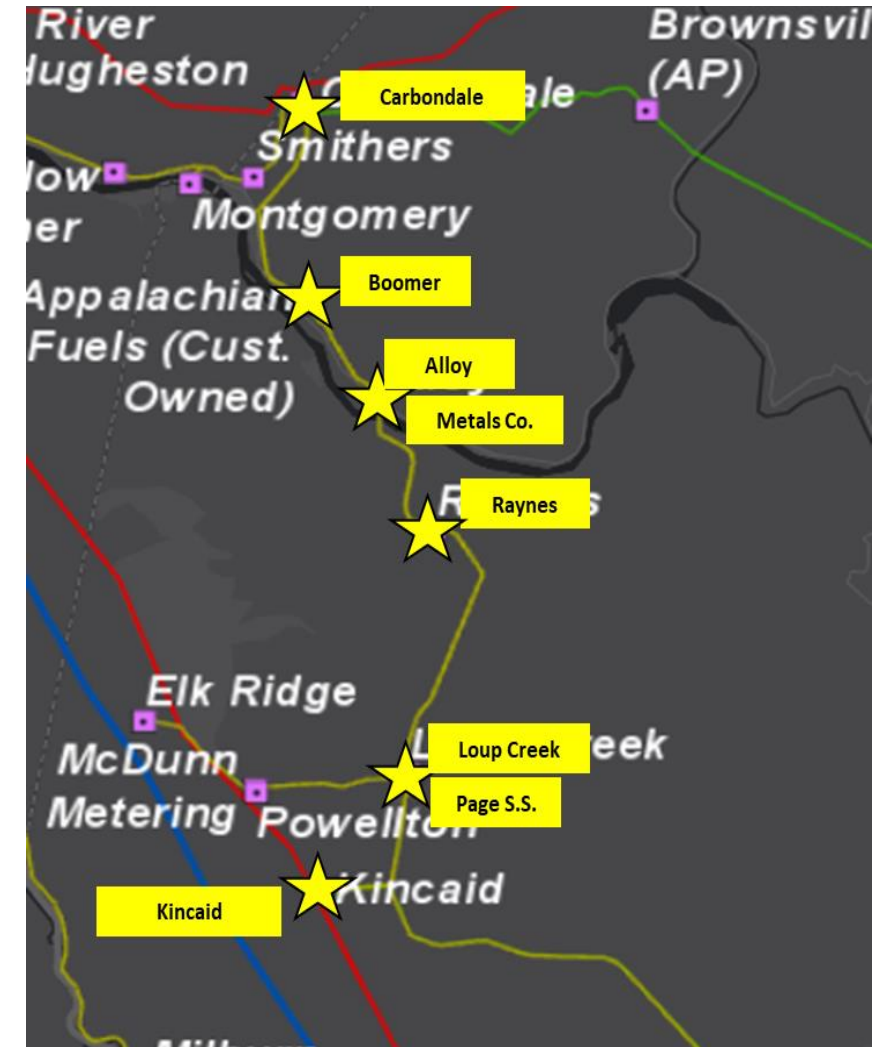 River
Hugheston
Brownsvil
(AP)
Carbondale
ale
Smithers
low
Montgomery
er
Boomer
Appalachian
Fuels (Cust.
Owned)
Alloy
Metals Co.
Raynes
Elk Ridge
McDunn
Metering
Loup Creek
eek
Page S.S.
Powellton
Kincaid
Kincaid